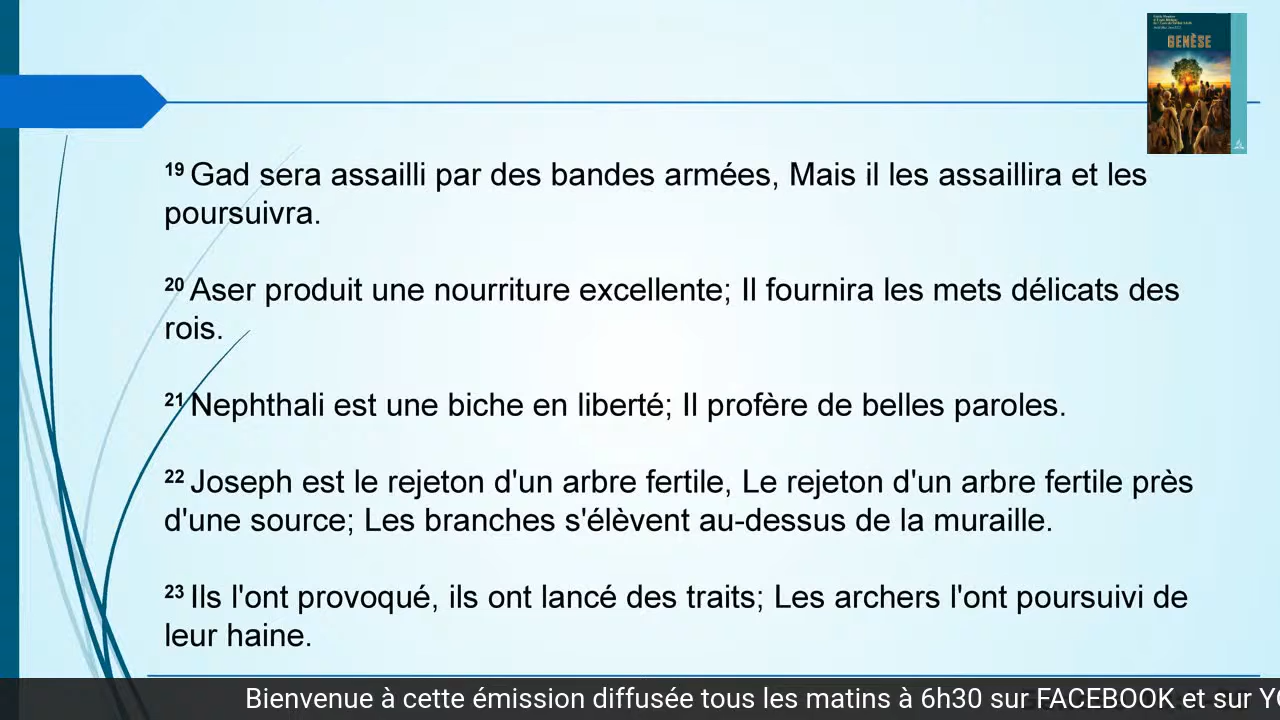 GENÈSE
19 Gad sera assailli par des bandes armées, Mais il les assaillira et les
poursuivra.
20 Aser produit une nourriture excellente; Il fournira les mets délicats des
rois.
21 Nephthali est une biche en liberté; Il profère de belles paroles.
22 Joseph est le rejeton d'un arbre fertile, Le rejeton d'un arbre fertile près
d'une source; Les branches s'élèvent au-dessus de la muraille.
23 Ils l'ont provoqué, ils ont lancé des traits; Les archers l'ont poursuivi de
leur haine.
Bienvenue à cette émission diffusée tous les matins à 6h30 sur FACEBOOK et sur YO